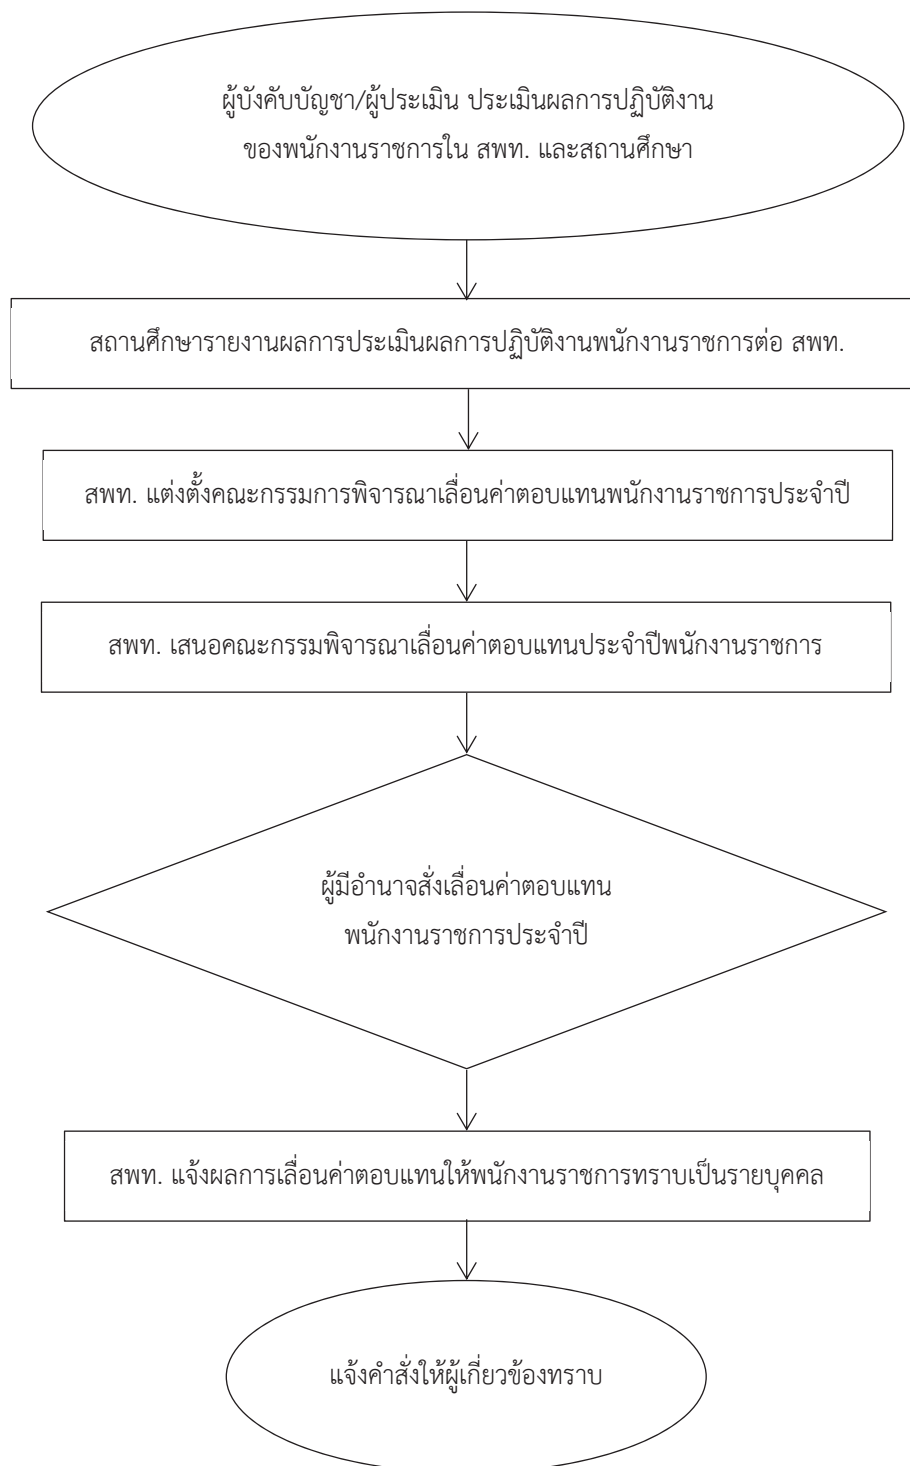 ผู้บังคับบัญชา/ผู้ประเมิน ประเมินผลการปฏิบัติงาน
ของพนักงานราชการใน สพท. และสถานศึกษา
สถานศึกษารายงานผลการประเมินผลการปฏิบัติงานพนักงานราชการต่อ สพท.
สพท. แต่งตั้งคณะกรรมการพิจารณาเลื่อนค่าตอบแทนพนักงานราชการประจำปี
สพท. เสนอคณะกรรมพิจารณาเลื่อนค่าตอบแทนประจำปีพนักงานราชการ
ผู้มีอำนาจสั่งเลื่อนค่าตอบแทน
พนักงานราชการประจำปี
สพท. แจ้งผลการเลื่อนค่าตอบแทนให้พนักงานราชการทราบเป็นรายบุคคล
แจ้งคำสั่งให้ผู้เกี่ยวข้องทราบ